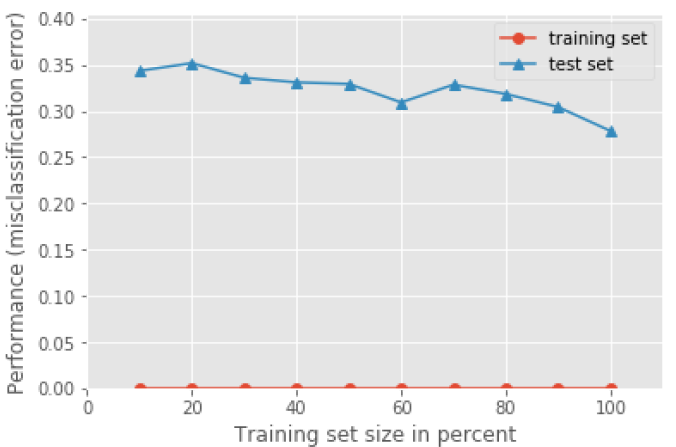 0.40
0.35
0.30
0.25
0.20
0.15
0.10
0.05
0.00
Performance (misclassification error)
training set
test set
0 20 40 60 80 100
Training set size in percent